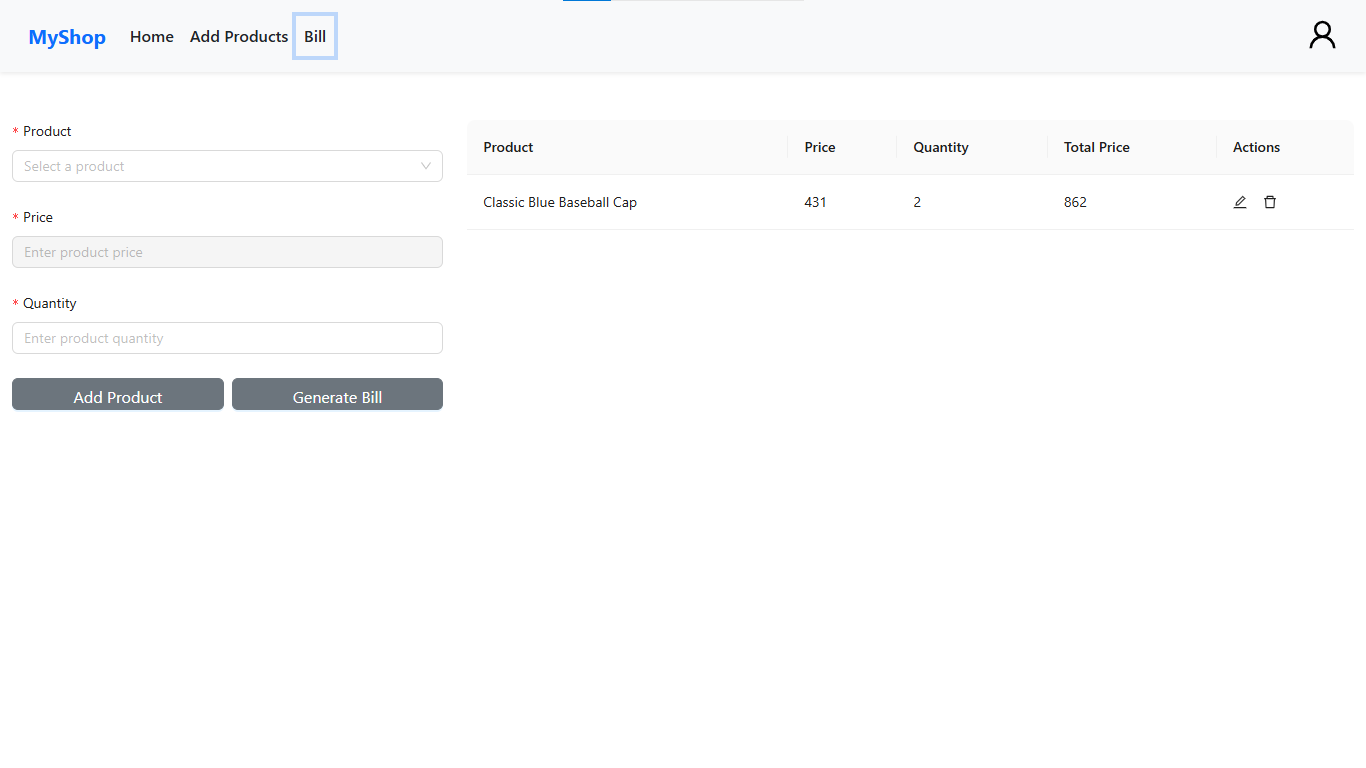 MyShop Home Add Products Bill
* Product
Select a product
* Price
Enter product price
* Quantity
Enter product quantity
Add Product Generate Bill
Product Price Quantity Total Price Actions
Classic Blue Baseball Cap 431 2 862